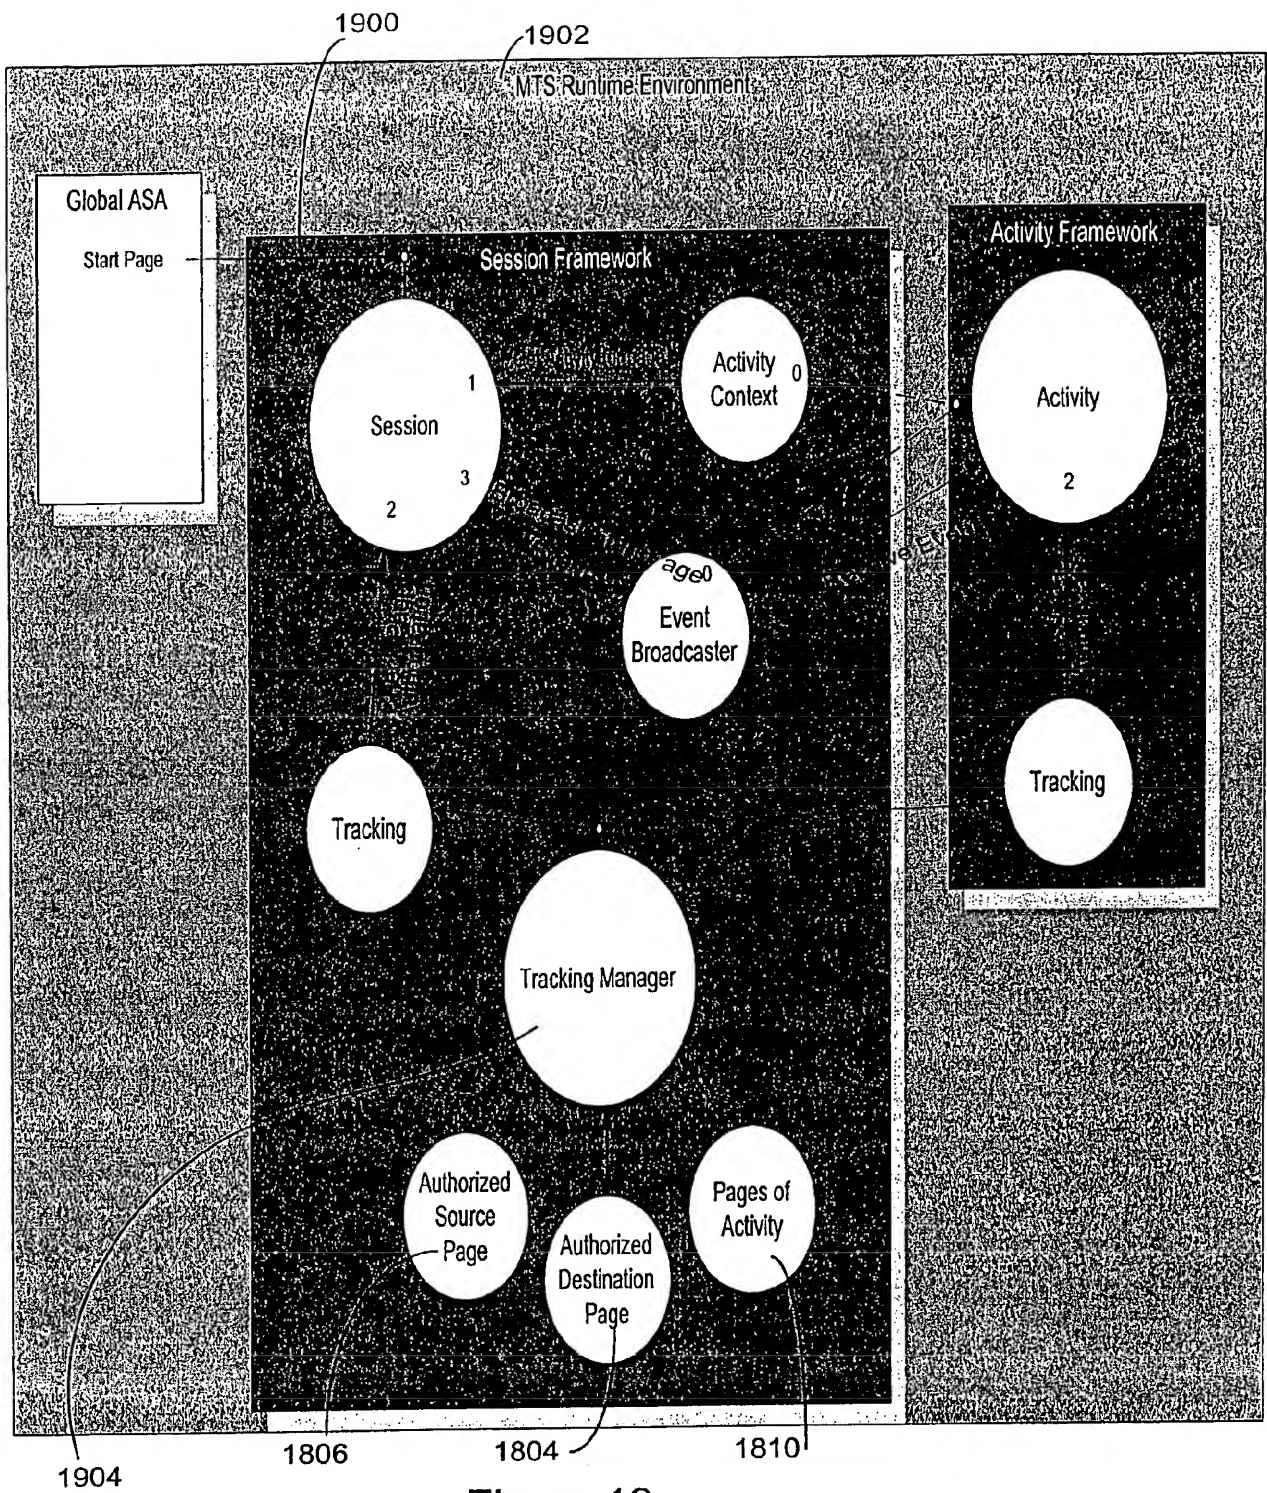 1900
1902
MTS Runtime Environment
Global ASA
Start Page
Session Framework
Activity Framework
Session
1
3
2
Activity
Context
0
Activity
2
age0
Event
Broadcaster
Tracking
Tracking
Tracking Manager
Authorized
Source
Page
Authorized
Destination
Page
Pages of
Activity
1806
1804
1810
1904